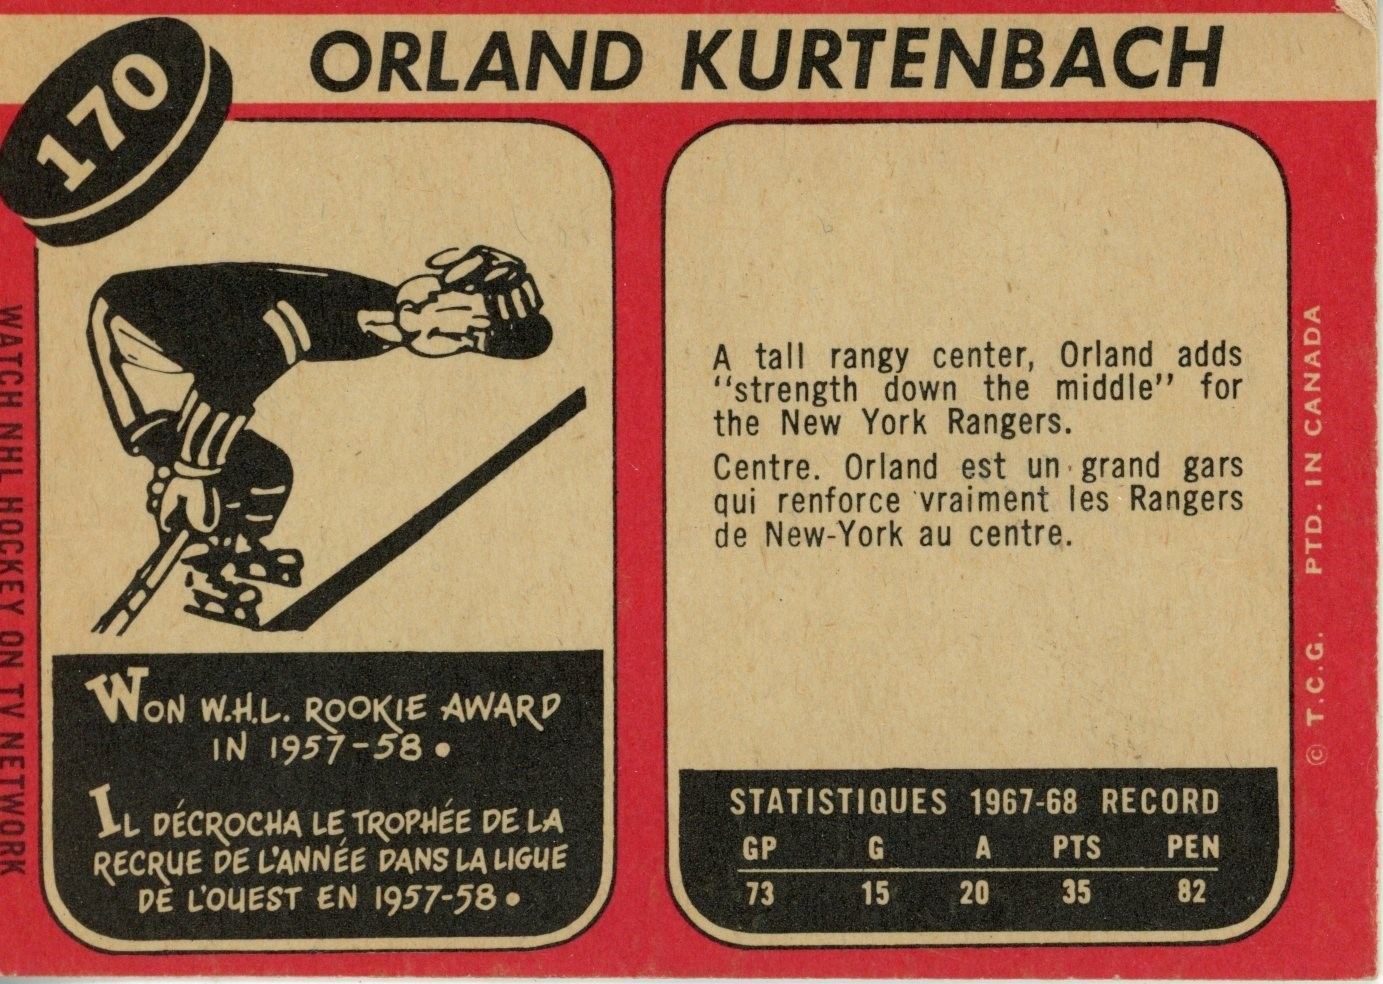 170
ORLAND KURTENBACH
WON W.H.L. ROOKIE AWARD
IN 1957-58.
IL DÉCROCHA LE TROPHÉE DE LA
RECRUE DE L'ANNÉE DANS LA LIGUE
DE L'OUEST EN 1957-58.
A tall rangy center, Orland adds
"strength down the middle" for
the New York Rangers.
Centre. Orland est un grand gars
qui renforce vraiment les Rangers
de New-York au centre.
STATISTIQUES 1967-68 RECORD
GP G A PTS PEN
73 15 20 35 82
WATCH NHL HOCKEY ON TV NETWORK
© T.C.G. PTD. IN CANADA